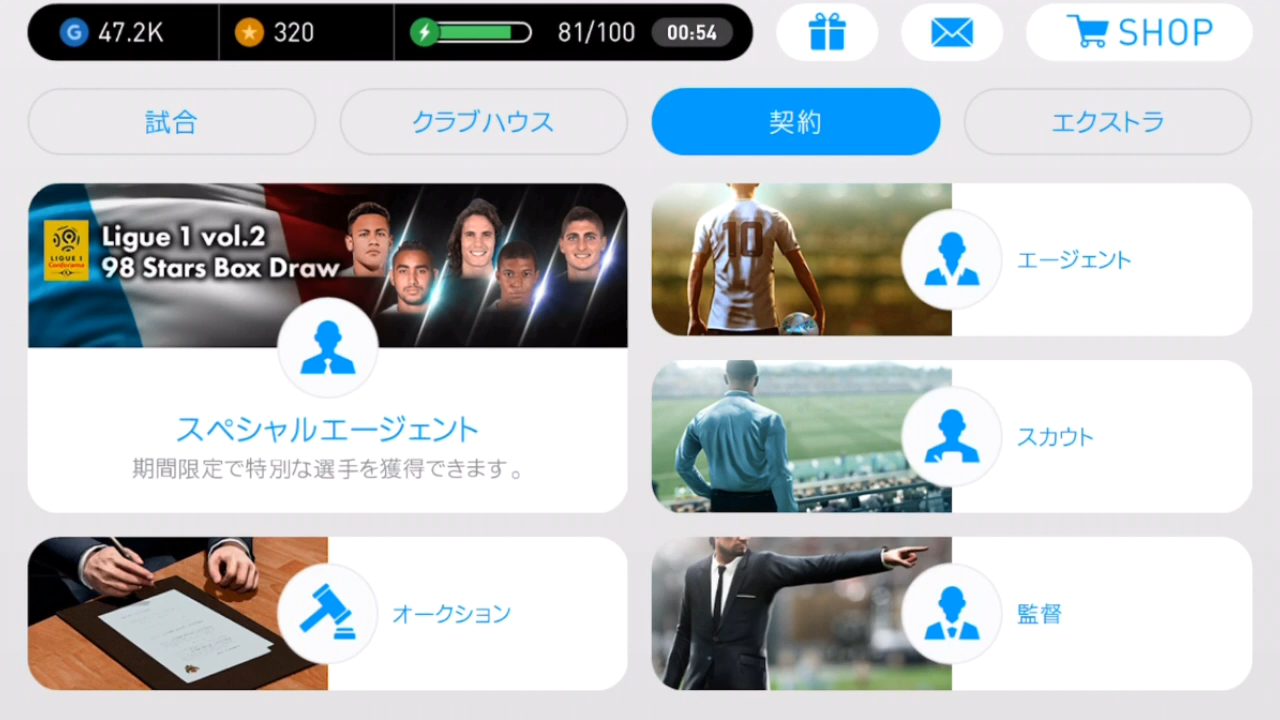 G 47.2K
320
81/100
00:54
SHOP
試合
クラブハウス
契約
エクストラ
LIGUE 1
Conforama
Ligue 1 vol.2
98 Stars Box Draw
スペシャルエージェント
期間限定で特別な選手を獲得できます。
10
エージェント
スカウト
オークション
監督